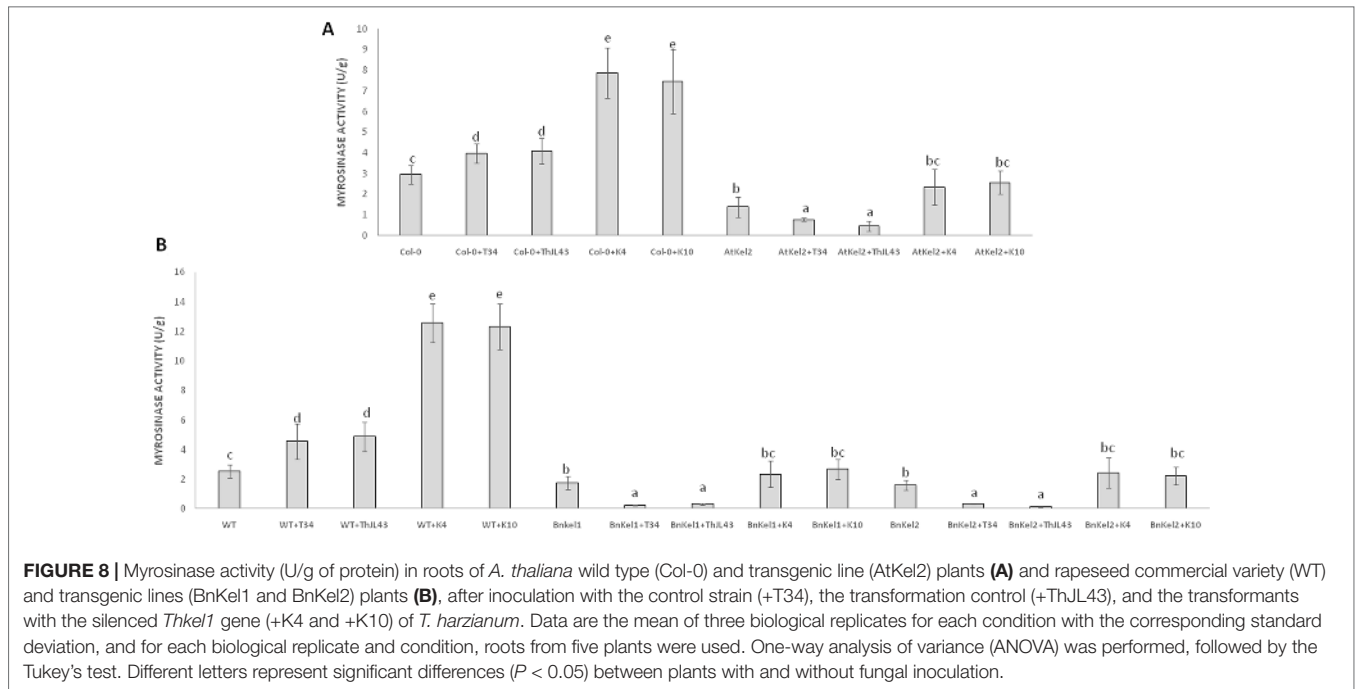 A
MYROSINASE ACTIVITY (U/g)
10
9
8
7
6
5
4
3
2
1
0
c d d e e b a a bc bc
Col-0 Col-0+T34 Col-0+ThJL43 Col-0+K4 Col-0+K10 AtKel2 AtKel2+T34 AtKel2+ThJL43 AtKel2+K4 AtKel2+K10
B
MYROSINASE ACTIVITY (U/g)
16
14
12
10
8
6
4
2
0
c d d e e b a a bc bc b a a bc bc
WT WT+T34 WT+ThJL43 WT+K4 WT+K10 Bnkel1 BnKel1+T34 BnKel1+ThJL43 BnKel1+K4 BnKel1+K10 BnKel2 BnKel2+T34 BnKel2+ThJL43 BnKel2+K4 BnKel2+K10
FIGURE 8 | Myrosinase activity (U/g of protein) in roots of A. thaliana wild type (Col-0) and transgenic line (AtKel2) plants (A) and rapeseed commercial variety (WT)
and transgenic lines (BnKel1 and BnKel2) plants (B), after inoculation with the control strain (+T34), the transformation control (+ThJL43), and the transformants
with the silenced Thkel1 gene (+K4 and +K10) of T. harzianum. Data are the mean of three biological replicates for each condition with the corresponding standard
deviation, and for each biological replicate and condition, roots from five plants were used. One-way analysis of variance (ANOVA) was performed, followed by the
Tukey's test. Different letters represent significant differences (P < 0.05) between plants with and without fungal inoculation.